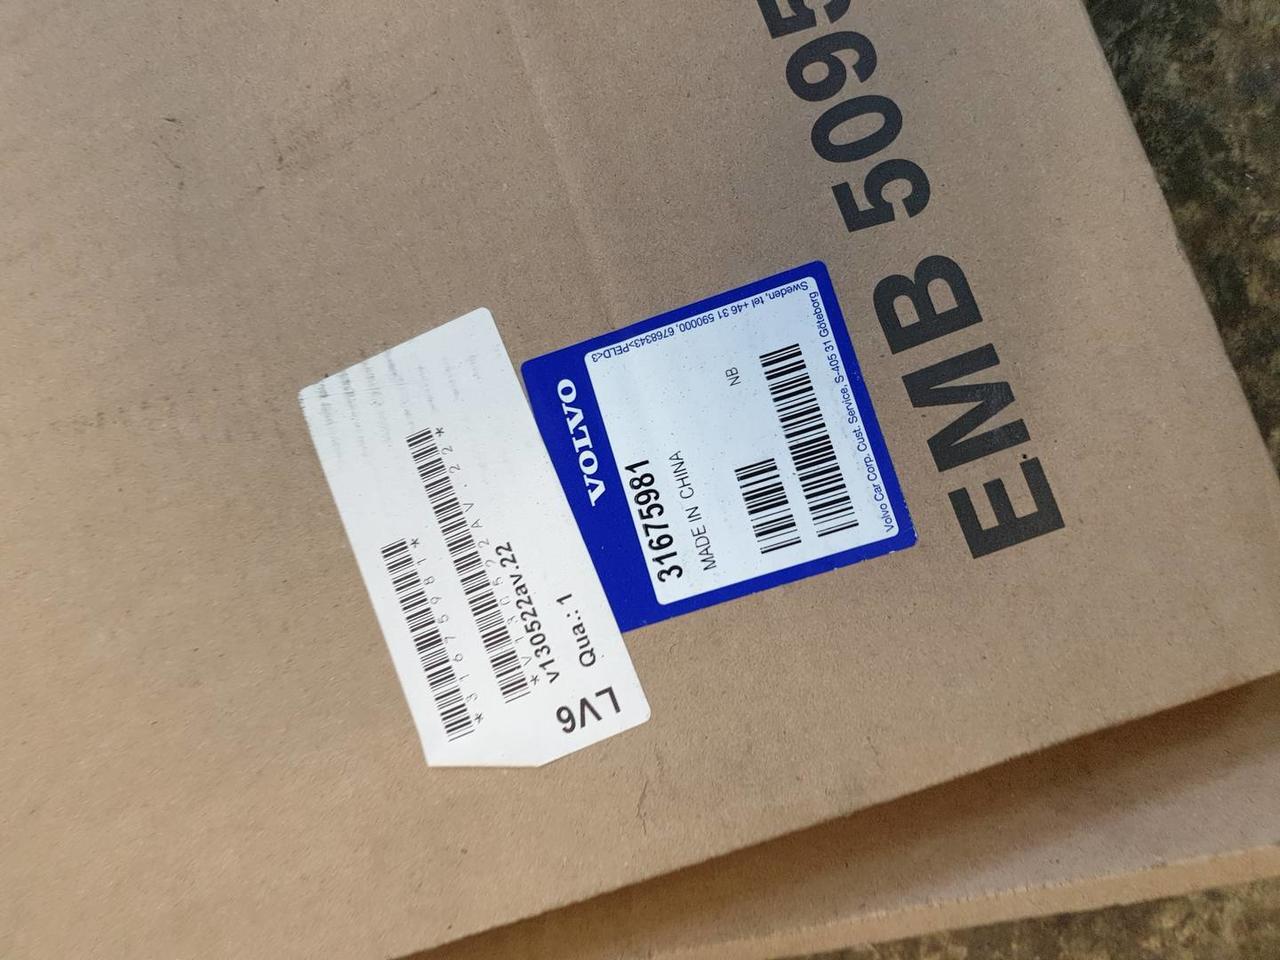 *31675981*
*V130522AV.22*
v130522av.22
Qua.:1
LV6
VOLVO
31675981
MADE IN CHINA
NB
Volvo Car Corp. Cust. Service, S-405 31 Göteborg
Sweden, tel +46 31 590000, 6768343>PELD<3
EMB 5095